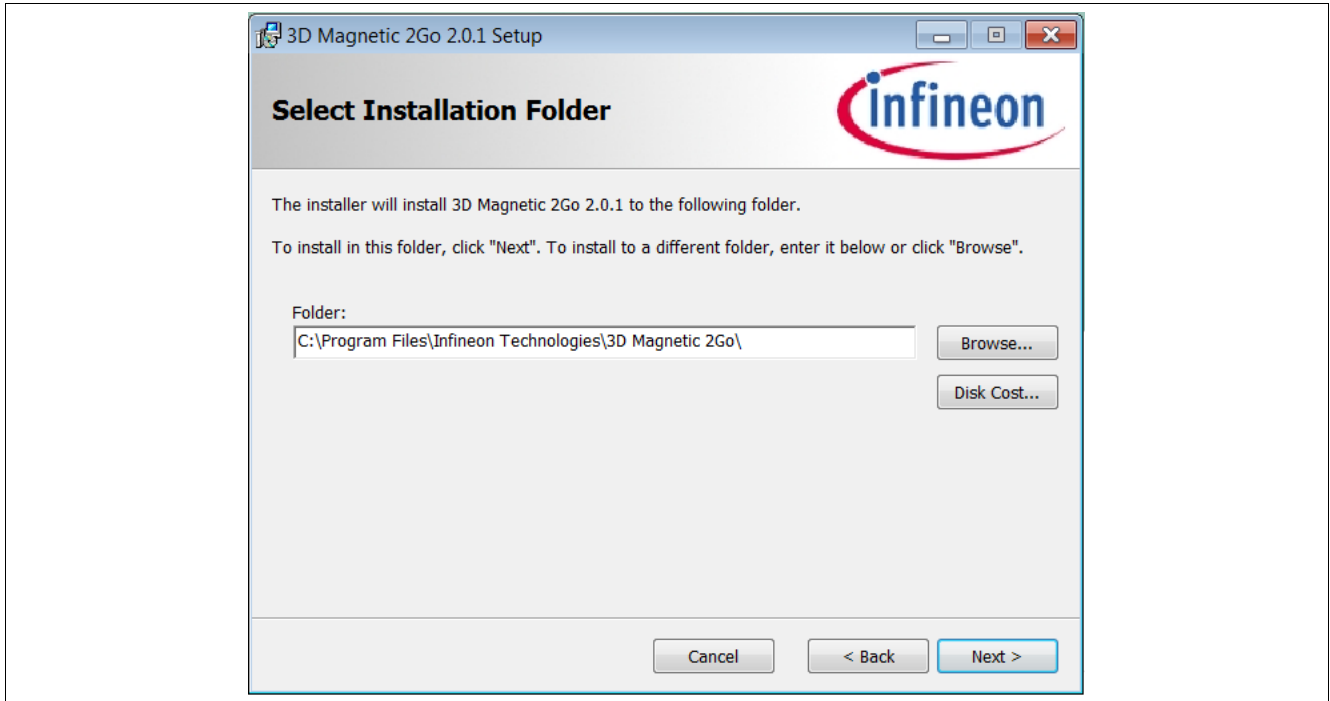 3D Magnetic 2Go 2.0.1 Setup
Select Installation Folder
infineon
The installer will install 3D Magnetic 2Go 2.0.1 to the following folder.
To install in this folder, click "Next". To install to a different folder, enter it below or click "Browse".
Folder:
C:\Program Files\Infineon Technologies\3D Magnetic 2Go\
Browse...
Disk Cost...
Cancel
< Back
Next >